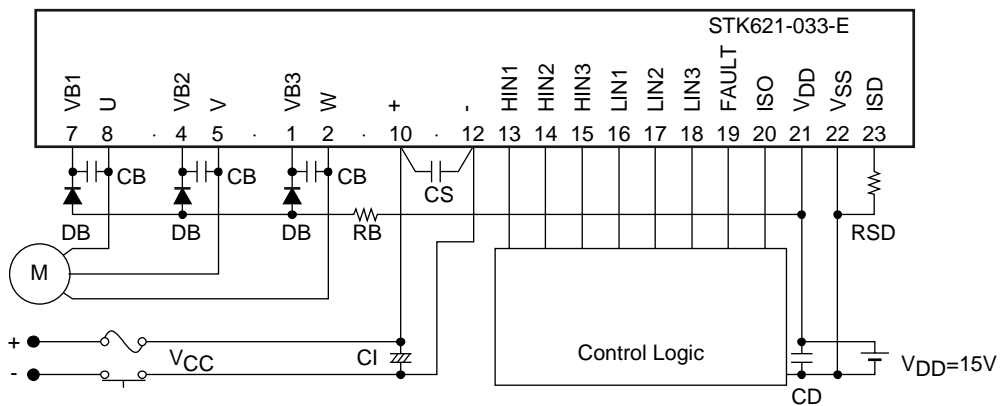 STK621-033-E
VB1 U VB2 V VB3 W + - HIN1 HIN2 HIN3 LIN1 LIN2 LIN3 FAULT ISO VDD VSS ISD
7 8 · 4 5 · 1 2 · 10 · 12 13 14 15 16 17 18 19 20 21 22 23
CB CB CB CS
DB DB DB RB RSD
M
+ VCC CI Control Logic VDD=15V
-
CD